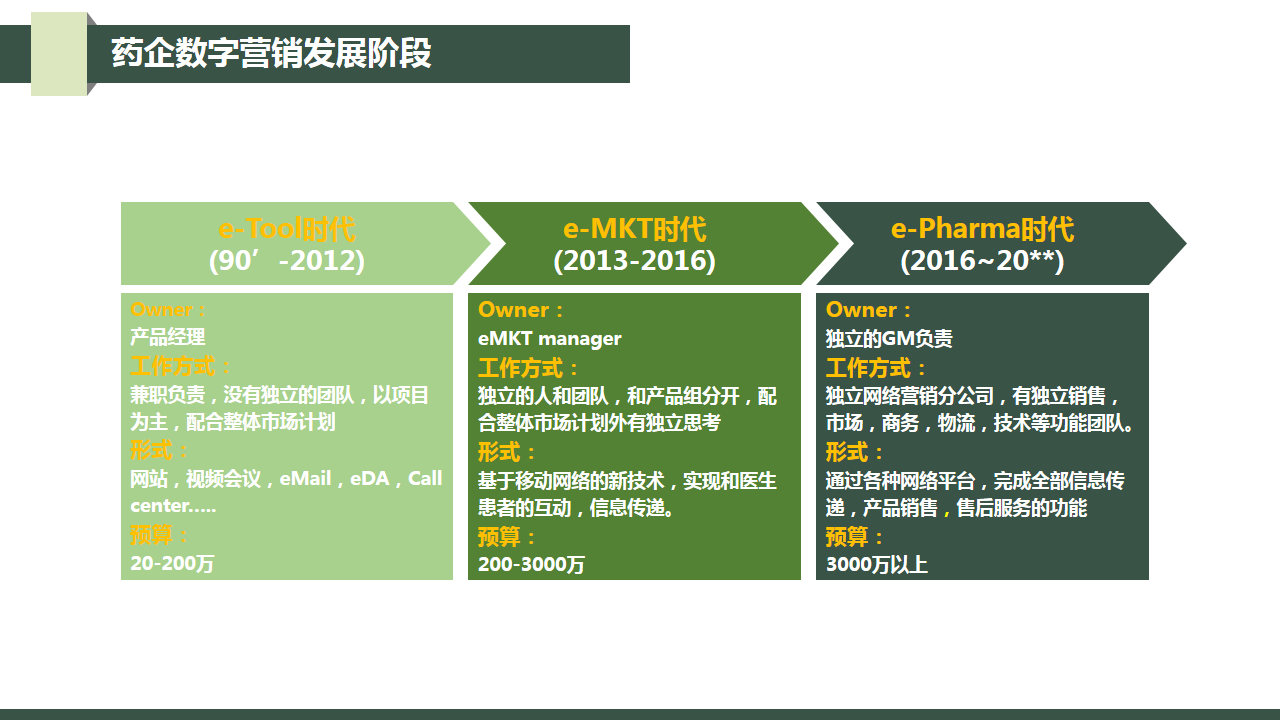 药企数字营销发展阶段
e-Tool时代
(90’-2012)
Owner：
产品经理
工作方式：
兼职负责，没有独立的团队，以项目
为主，配合整体市场计划
形式：
网站，视频会议，eMail，eDA，Call
center…..
预算：
20-200万
e-MKT时代
(2013-2016)
Owner：
eMKT manager
工作方式：
独立的人和团队，和产品组分开，配
合整体市场计划外有独立思考
形式：
基于移动网络的新技术，实现和医生
患者的互动，信息传递。
预算：
200-3000万
e-Pharma时代
(2016~20**)
Owner：
独立的GM负责
工作方式：
独立网络营销分公司，有独立销售，
市场，商务，物流，技术等功能团队。
形式：
通过各种网络平台，完成全部信息传
递，产品销售，售后服务的功能
预算：
3000万以上